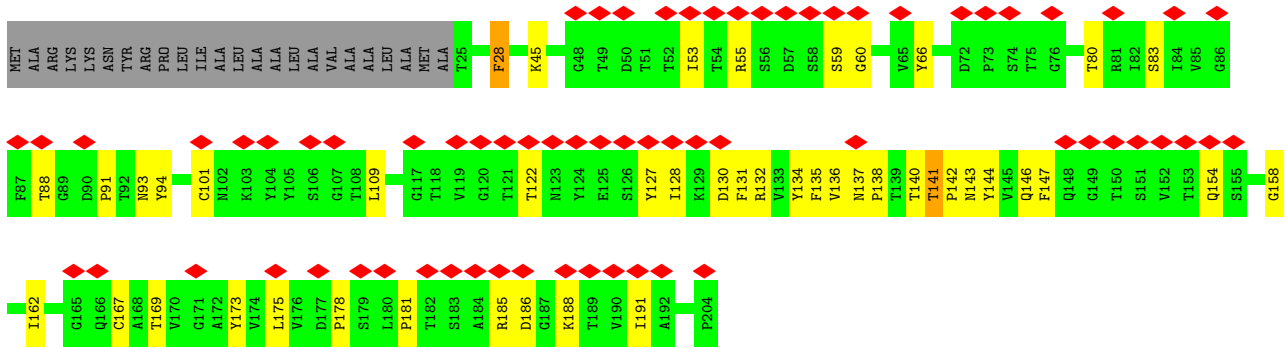 MET ALA ARG LYS LYS ASN TYR ARG PRO LEU ILE ALA LEU ALA ALA LEU ALA VAL ALA ALA LEU ALA MET ALA T25 F28 K45 G48 T49 D50 T51 T52 I53 T54 R55 S56 D57 S58 S59 G60 V65 Y66 D72 P73 S74 T75 G76 T80 R81 I82 S83 I84 V85 G86
F87 T88 G89 D90 P91 T92 N93 Y94 C101 N102 K103 Y104 Y105 S106 G107 T108 L109 G117 T118 V119 G120 T121 T122 N123 Y124 E125 S126 Y127 I128 K129 D130 F131 R132 V133 Y134 F135 V136 N137 P138 T139 T140 T141 P142 N143 Y144 V145 Q146 F147 Q148 G149 T150 S151 V152 T153 Q154 S155 G158
I162 G165 Q166 C167 A168 T169 V170 G171 A172 Y173 V174 L175 V176 D177 P178 S179 L180 P181 T182 S183 A184 R185 D186 G187 K188 T189 V190 I191 A192 P204